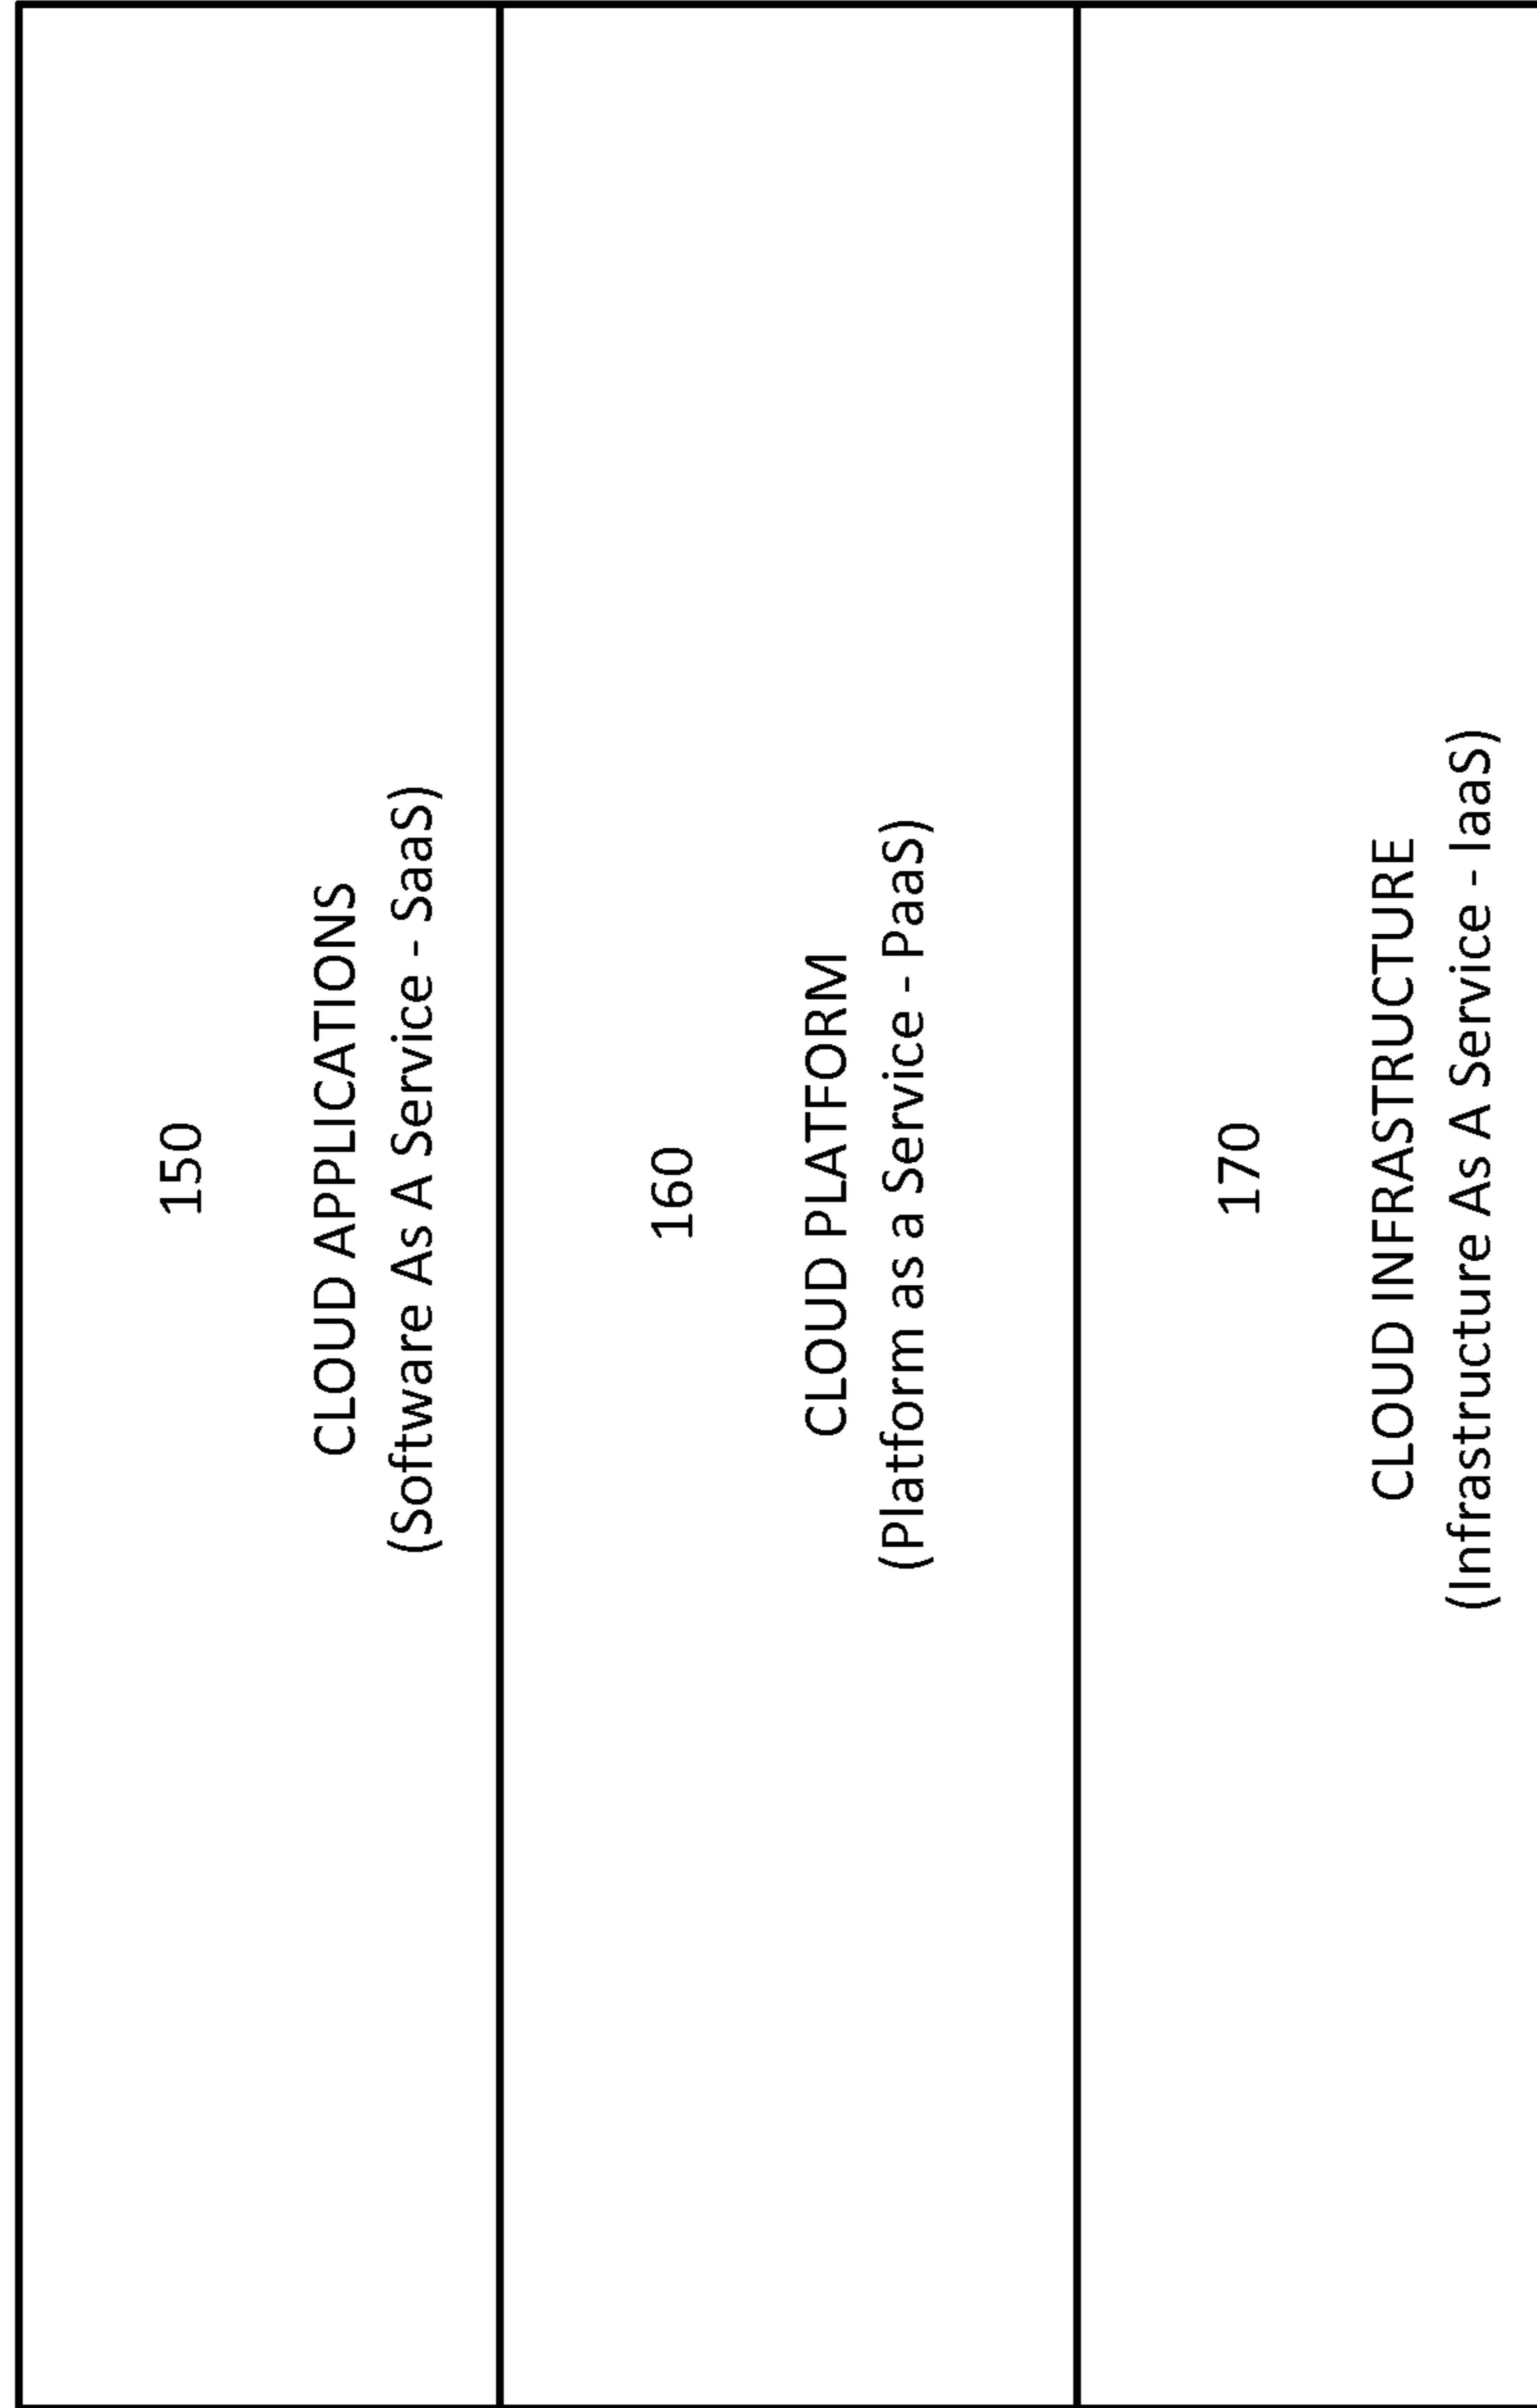 150
CLOUD APPLICATIONS
(Software As A Service - SaaS)
160
CLOUD PLATFORM
(Platform as a Service - PaaS)
170
CLOUD INFRASTRUCTURE
(Infrastructure As A Service - IaaS)